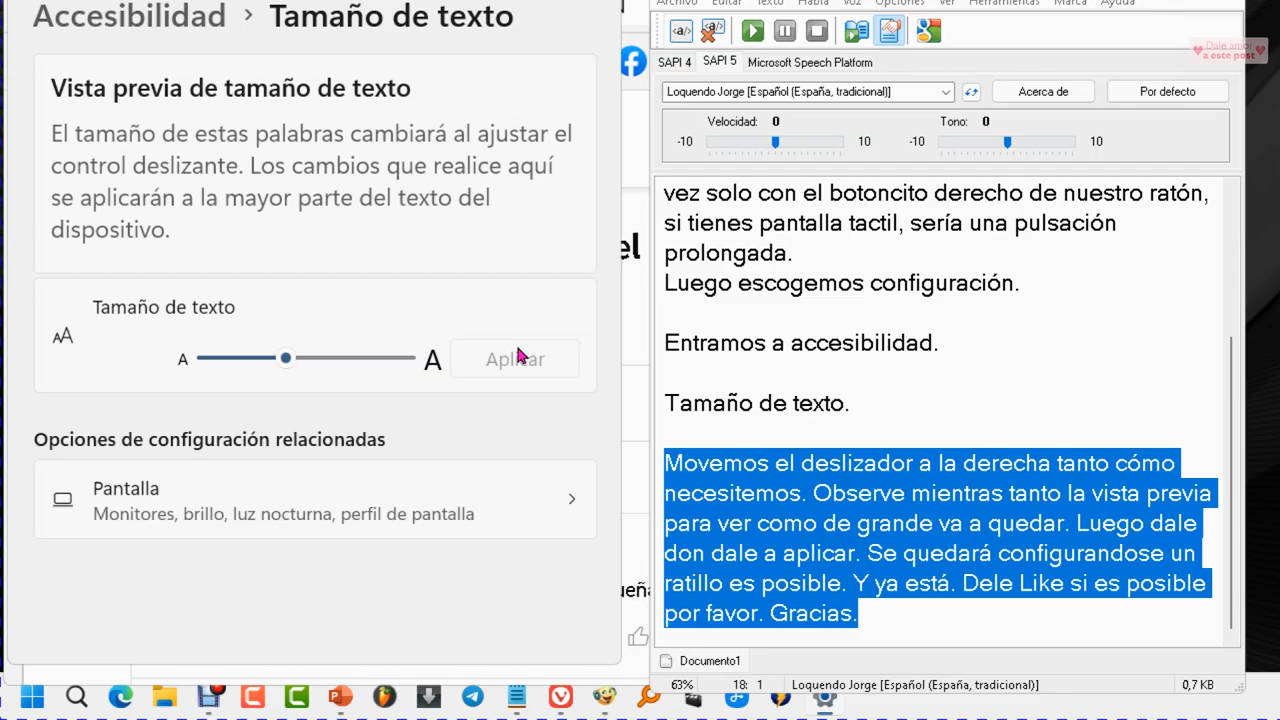 Accesibilidad > Tamaño de texto
Vista previa de tamaño de texto
El tamaño de estas palabras cambiará al ajustar el
control deslizante. Los cambios que realice aquí
se aplicarán a la mayor parte del texto del
dispositivo.
Tamaño de texto
AA
A
A
Aplicar
Opciones de configuración relacionadas
Pantalla
Monitores, brillo, luz nocturna, perfil de pantalla
el
Archivo Editar Texto Habla Voz Opciones Ver Herramientas Marca Ayuda
<a/> <a/>
Dale amor
a este post
SAPI 4 SAPI 5 Microsoft Speech Platform
Loquendo Jorge [Español (España, tradicional)]
Acerca de
Por defecto
Velocidad: 0
Tono: 0
-10 10
-10 10
vez solo con el botoncito derecho de nuestro ratón,
si tienes pantalla tactil, sería una pulsación
prolongada.
Luego escogemos configuración.
Entramos a accesibilidad.
Tamaño de texto.
Movemos el deslizador a la derecha tanto cómo
necesitemos. Observe mientras tanto la vista previa
para ver como de grande va a quedar. Luego dale
don dale a aplicar. Se quedará configurandose un
ratillo es posible. Y ya está. Dele Like si es posible
por favor. Gracias.
Documento1
63% 18: 1 Loquendo Jorge [Español (España, tradicional)] 0,7 KB